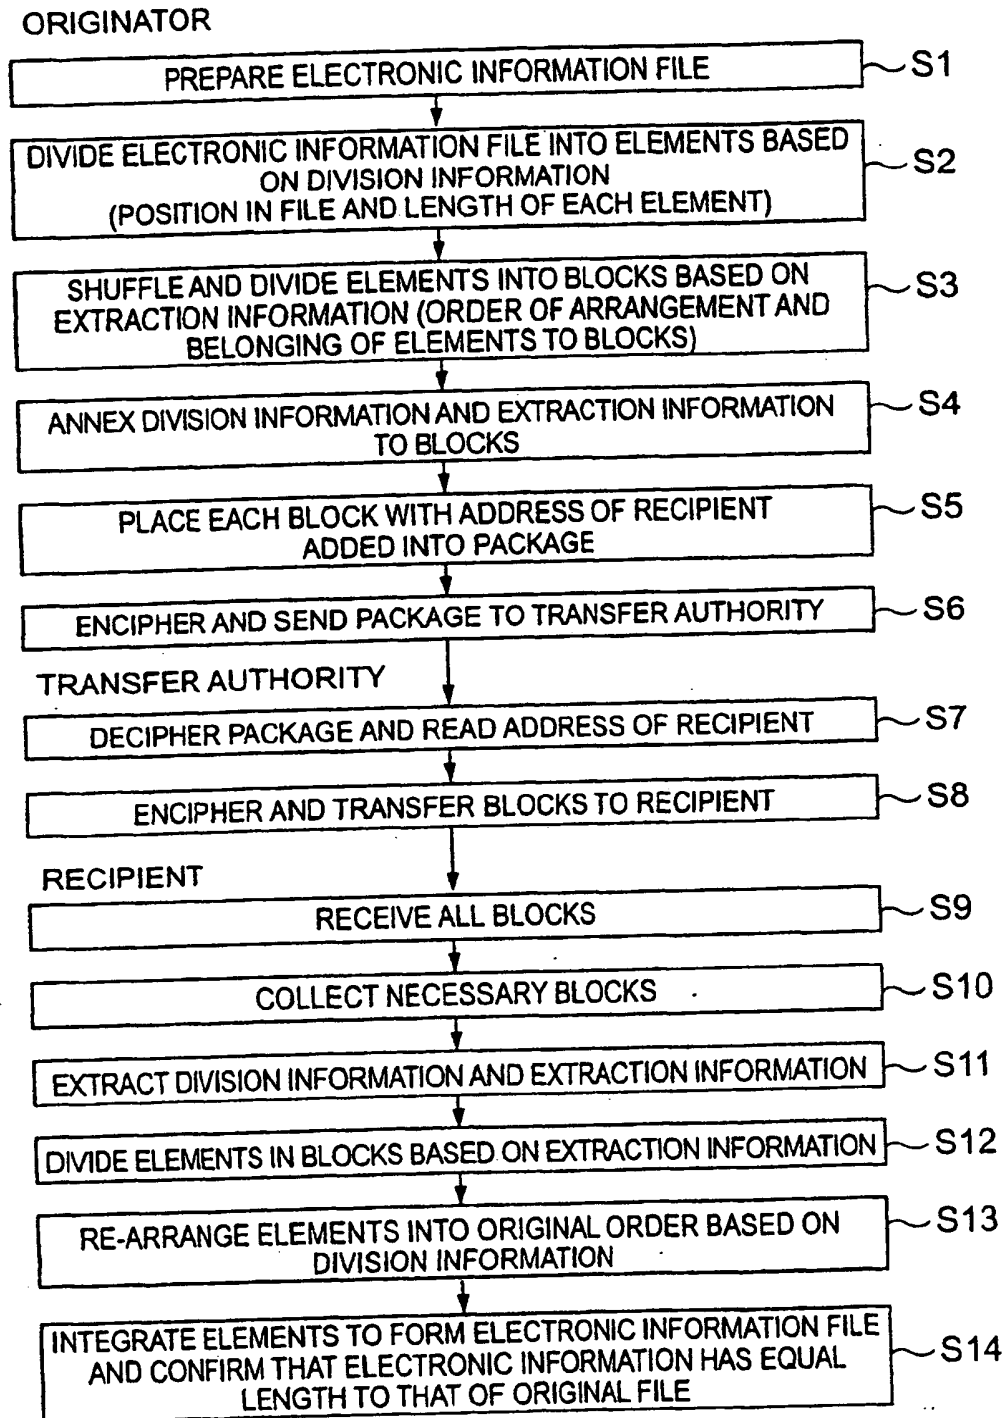 ORIGINATOR
PREPARE ELECTRONIC INFORMATION FILE
S1
DIVIDE ELECTRONIC INFORMATION FILE INTO ELEMENTS BASED
ON DIVISION INFORMATION
(POSITION IN FILE AND LENGTH OF EACH ELEMENT)
S2
SHUFFLE AND DIVIDE ELEMENTS INTO BLOCKS BASED ON
EXTRACTION INFORMATION (ORDER OF ARRANGEMENT AND
BELONGING OF ELEMENTS TO BLOCKS)
S3
ANNEX DIVISION INFORMATION AND EXTRACTION INFORMATION
TO BLOCKS
S4
PLACE EACH BLOCK WITH ADDRESS OF RECIPIENT
ADDED INTO PACKAGE
S5
ENCIPHER AND SEND PACKAGE TO TRANSFER AUTHORITY
S6
TRANSFER AUTHORITY
DECIPHER PACKAGE AND READ ADDRESS OF RECIPIENT
S7
ENCIPHER AND TRANSFER BLOCKS TO RECIPIENT
S8
RECIPIENT
RECEIVE ALL BLOCKS
S9
COLLECT NECESSARY BLOCKS
S10
EXTRACT DIVISION INFORMATION AND EXTRACTION INFORMATION
S11
DIVIDE ELEMENTS IN BLOCKS BASED ON EXTRACTION INFORMATION
S12
RE-ARRANGE ELEMENTS INTO ORIGINAL ORDER BASED ON
DIVISION INFORMATION
S13
INTEGRATE ELEMENTS TO FORM ELECTRONIC INFORMATION FILE
AND CONFIRM THAT ELECTRONIC INFORMATION HAS EQUAL
LENGTH TO THAT OF ORIGINAL FILE
S14